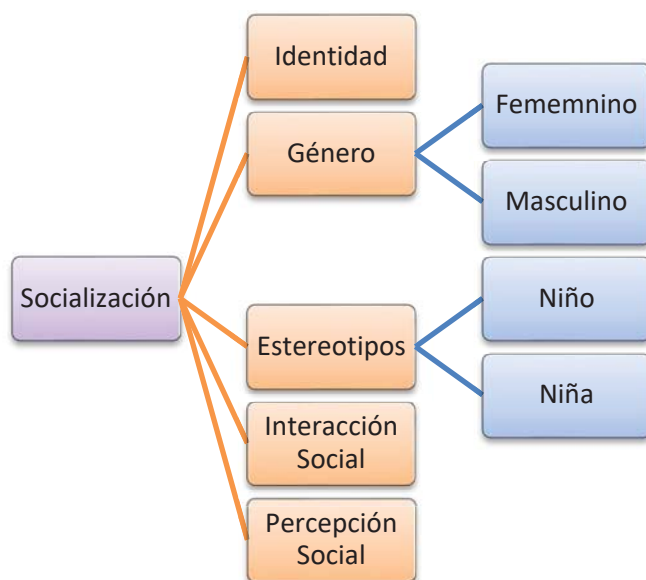 Identidad
Género
Fememnino
Masculino
Socialización
Estereotipos
Niño
Niña
Interacción
Social
Percepción
Social